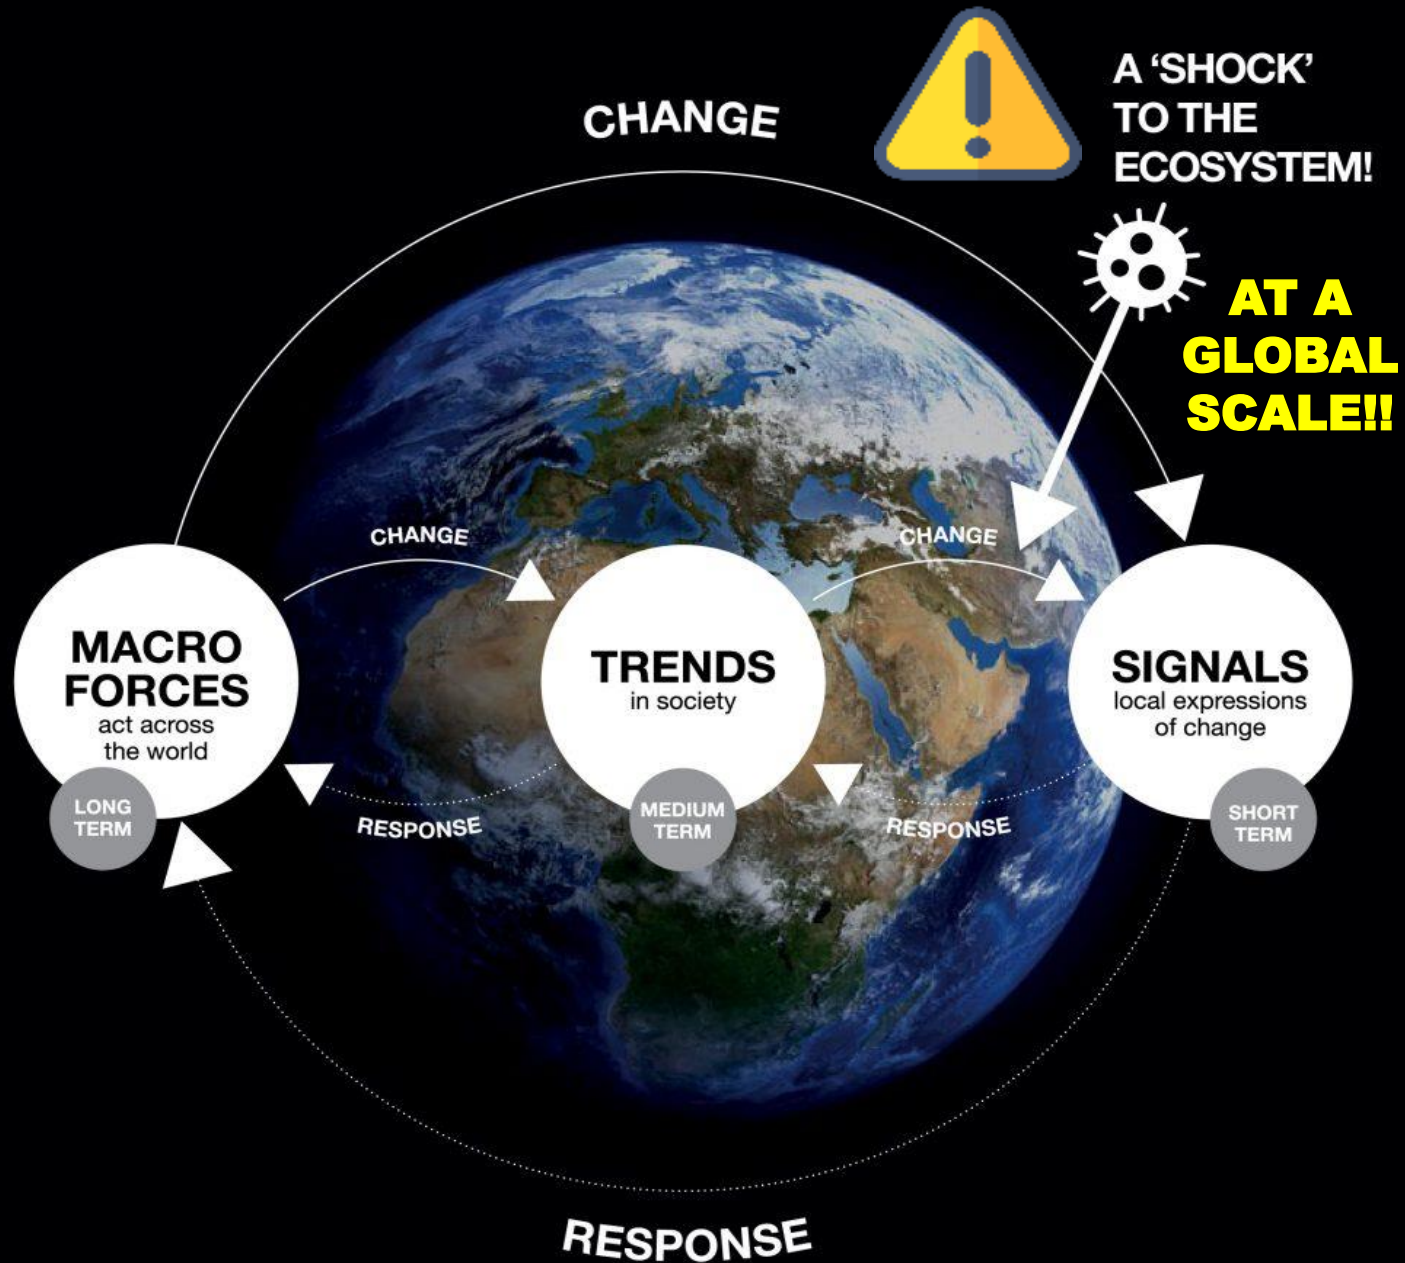 A ‘SHOCK’
TO THE
ECOSYSTEM!
CHANGE
AT A
GLOBAL
SCALE!!
CHANGE
CHANGE
MACRO
FORCES
act across
the world
LONG
TERM
TRENDS
in society
MEDIUM
TERM
SIGNALS
local expressions
of change
SHORT
TERM
RESPONSE
RESPONSE
RESPONSE